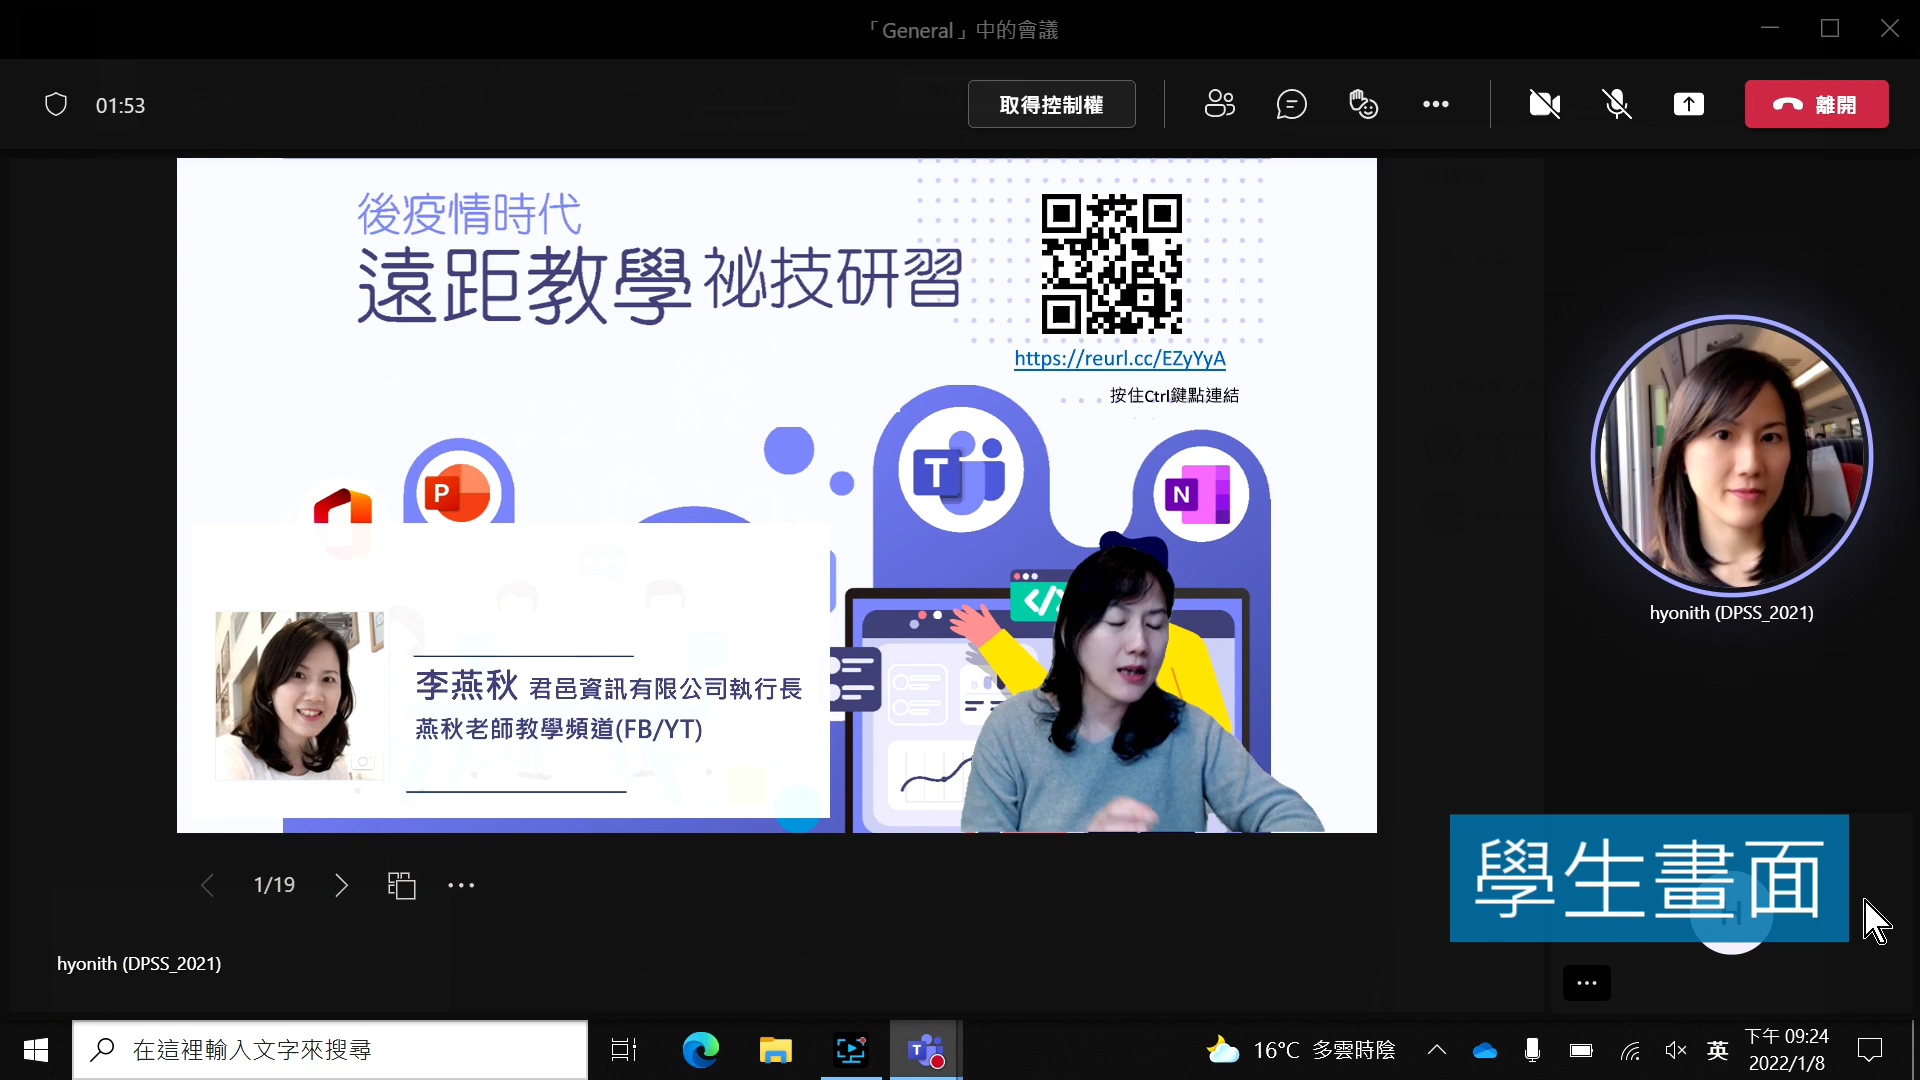 「General」中的會議
01:53
取得控制權
離開
後疫情時代
遠距教學祕技研習
https://reurl.cc/EZyYyA
按住Ctrl鍵點連結
P
T
N
</>
李燕秋 君邑資訊有限公司執行長
燕秋老師教學頻道(FB/YT)
hyonith (DPSS_2021)
學生畫面
H
1/19
hyonith (DPSS_2021)
在這裡輸入文字來搜尋
T
16°C 多雲時陰
英
下午 09:24
2022/1/8